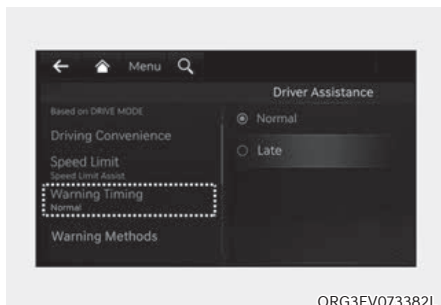 Menu
Driver Assistance
Based on DRIVE MODE
Driving Convenience
Speed Limit
Speed Limit Assist
Warning Timing
Normal
Warning Methods
Normal
Late
ORG3EV073382L